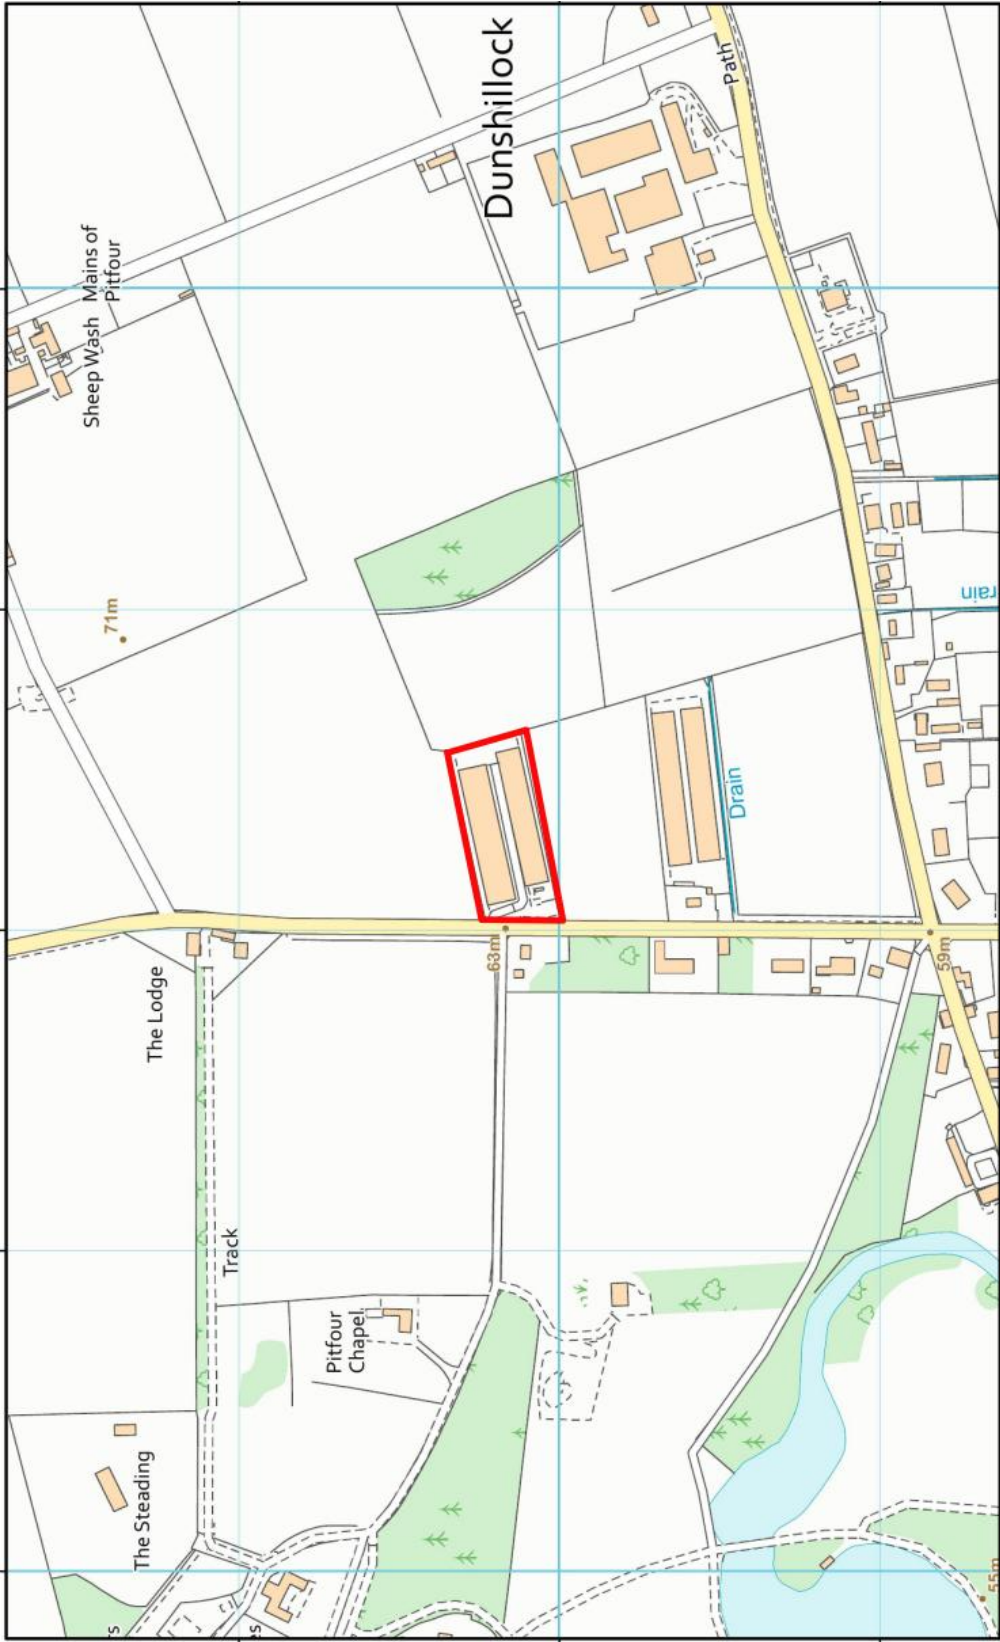 Dunshillock
Path
Sheep Wash
Mains of
Pitfour
71m
rain
Drain
63m
59m
The Lodge
Track
Pitfour
Chapel
The Steading
55m
's
es